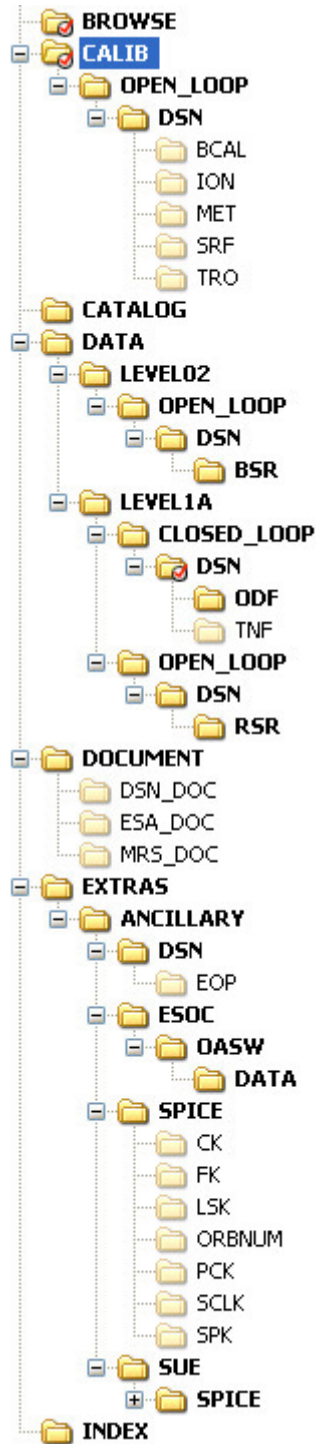 BROWSE
CALIB
OPEN_LOOP
DSN
BCAL
ION
MET
SRF
TRO
CATALOG
DATA
LEVEL02
OPEN_LOOP
DSN
BSR
LEVEL1A
CLOSED_LOOP
DSN
ODF
TNF
OPEN_LOOP
DSN
RSR
DOCUMENT
DSN_DOC
ESA_DOC
MRS_DOC
EXTRAS
ANCILLARY
DSN
EOP
ESOC
OASW
DATA
SPICE
CK
FK
LSK
ORBNUM
PCK
SCLK
SPK
SUE
SPICE
INDEX